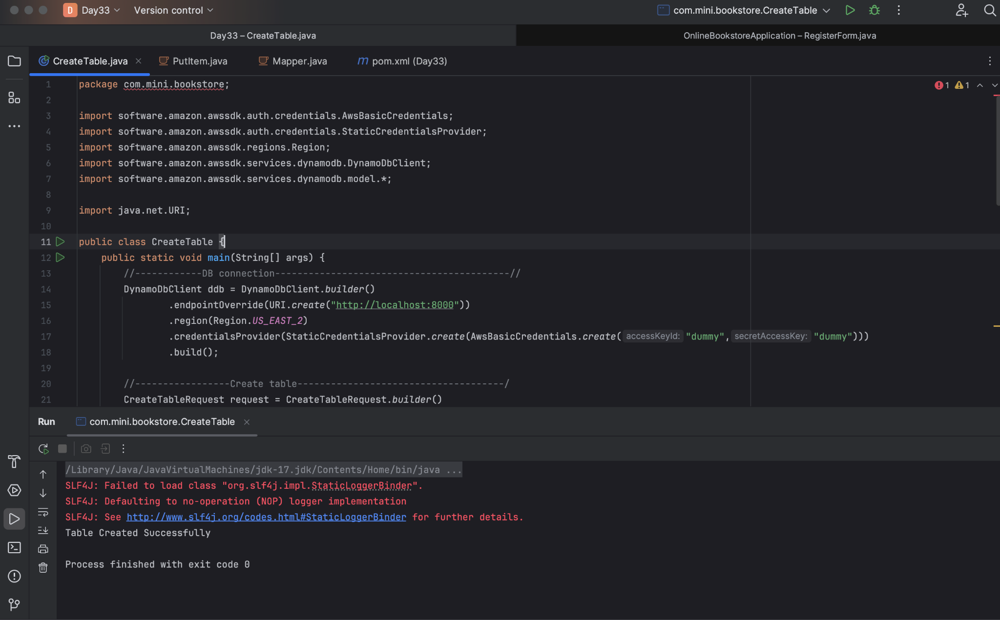 D Day33 Version control com.mini.bookstore.CreateTable
Day33 – CreateTable.java OnlineBookstoreApplication – RegisterForm.java
CreateTable.java PutItem.java Mapper.java m pom.xml (Day33)
1 package com.mini.bookstore; 1 1
2
3 import software.amazon.awssdk.auth.credentials.AwsBasicCredentials;
4 import software.amazon.awssdk.auth.credentials.StaticCredentialsProvider;
5 import software.amazon.awssdk.regions.Region;
6 import software.amazon.awssdk.services.dynamodb.DynamoDbClient;
7 import software.amazon.awssdk.services.dynamodb.model.*;
8
9 import java.net.URI;
10
11 public class CreateTable {
12 public static void main(String[] args) {
13 //------------DB connection------------------------------------------//
14 DynamoDbClient ddb = DynamoDbClient.builder()
15 .endpointOverride(URI.create("http://localhost:8000"))
16 .region(Region.US_EAST_2)
17 .credentialsProvider(StaticCredentialsProvider.create(AwsBasicCredentials.create( accessKeyId: "dummy", secretAccessKey: "dummy")))
18 .build();
19
20 //-----------------Create table-------------------------------------/
21 CreateTableRequest request = CreateTableRequest.builder()
Run com.mini.bookstore.CreateTable
/Library/Java/JavaVirtualMachines/jdk-17.jdk/Contents/Home/bin/java ...
SLF4J: Failed to load class "org.slf4j.impl.StaticLoggerBinder".
SLF4J: Defaulting to no-operation (NOP) logger implementation
SLF4J: See http://www.slf4j.org/codes.html#StaticLoggerBinder for further details.
Table Created Successfully
Process finished with exit code 0